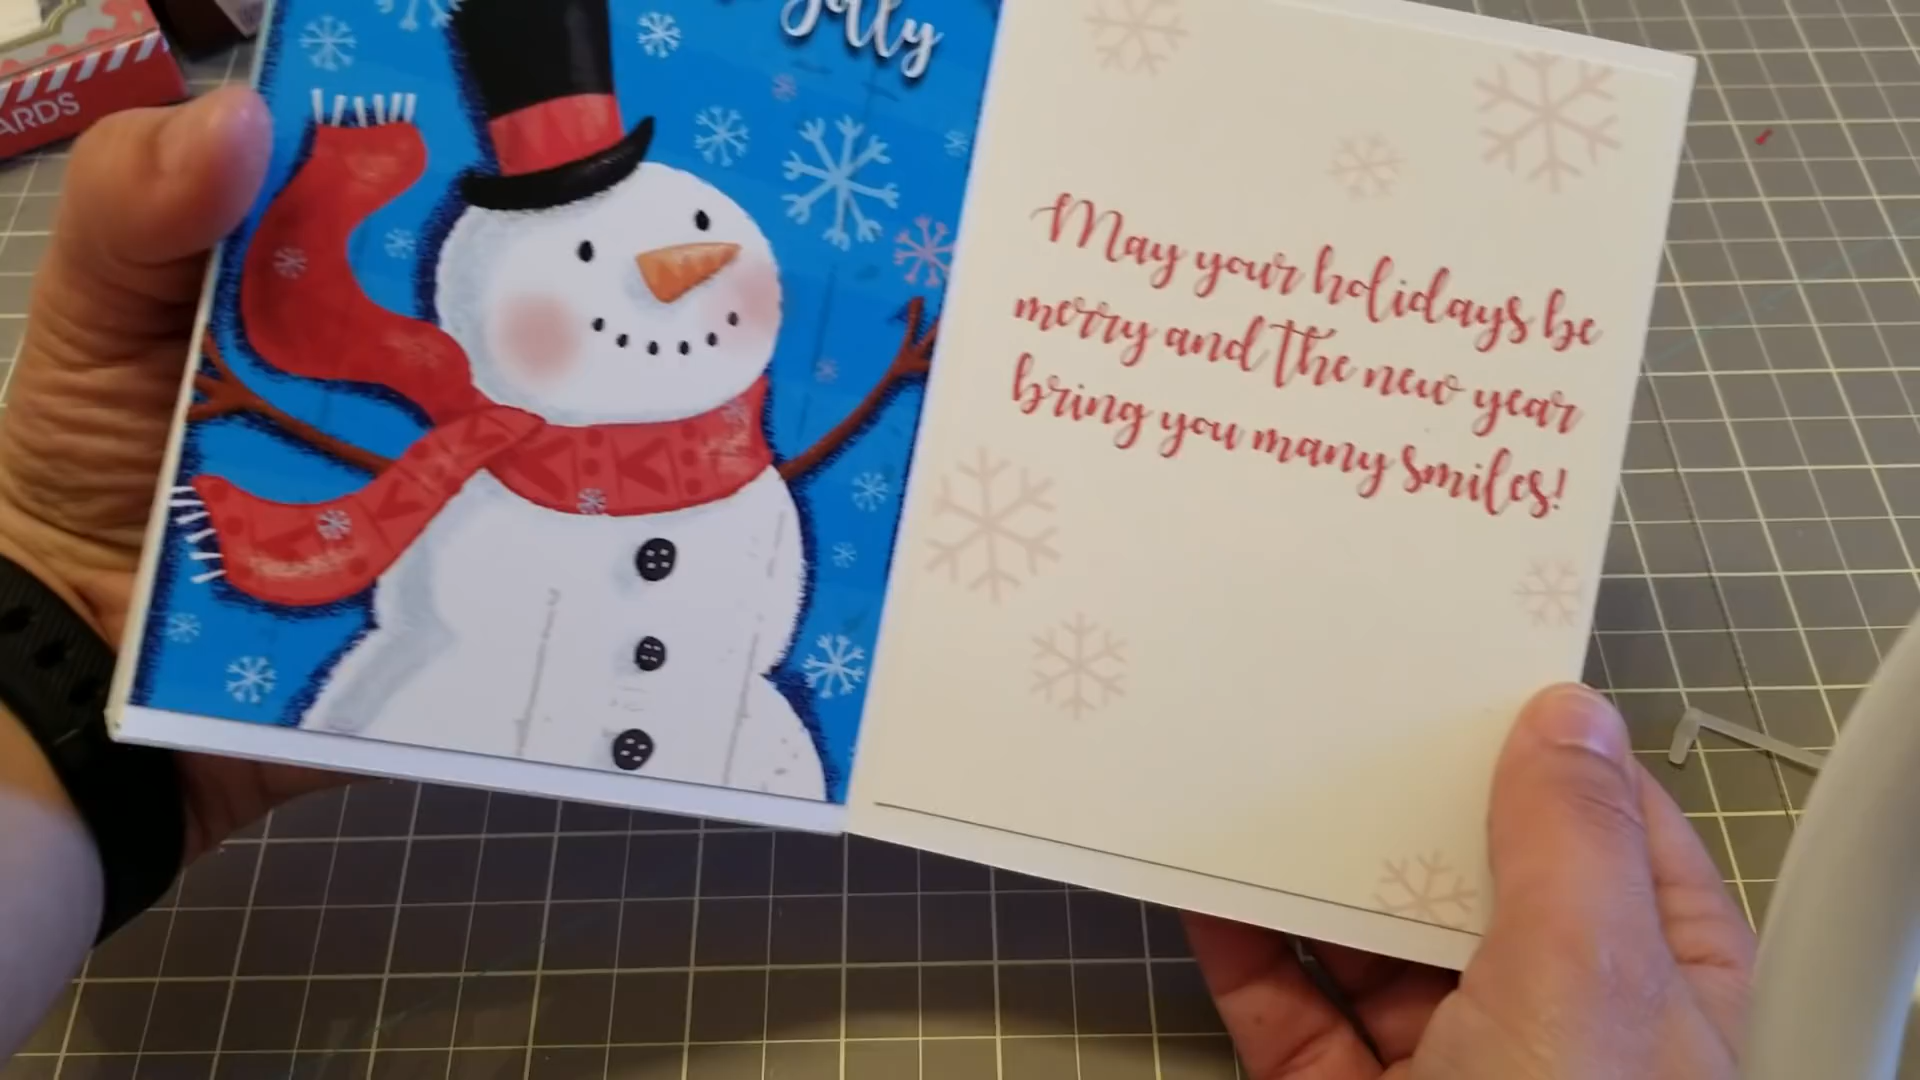 Jolly
ARDS
May your holidays be
merry and the new year
bring you many smiles!